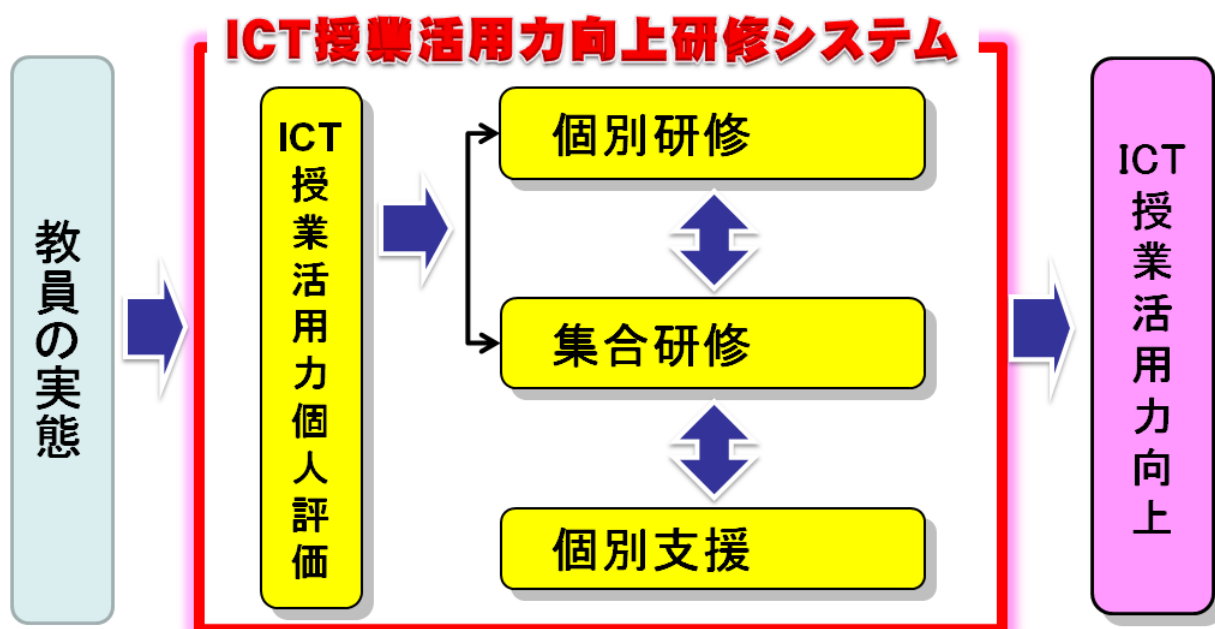 ICT授業活用力向上研修システム
教員の実態
ICT授業活用力個人評価
個別研修
集合研修
個別支援
ICT授業活用力向上